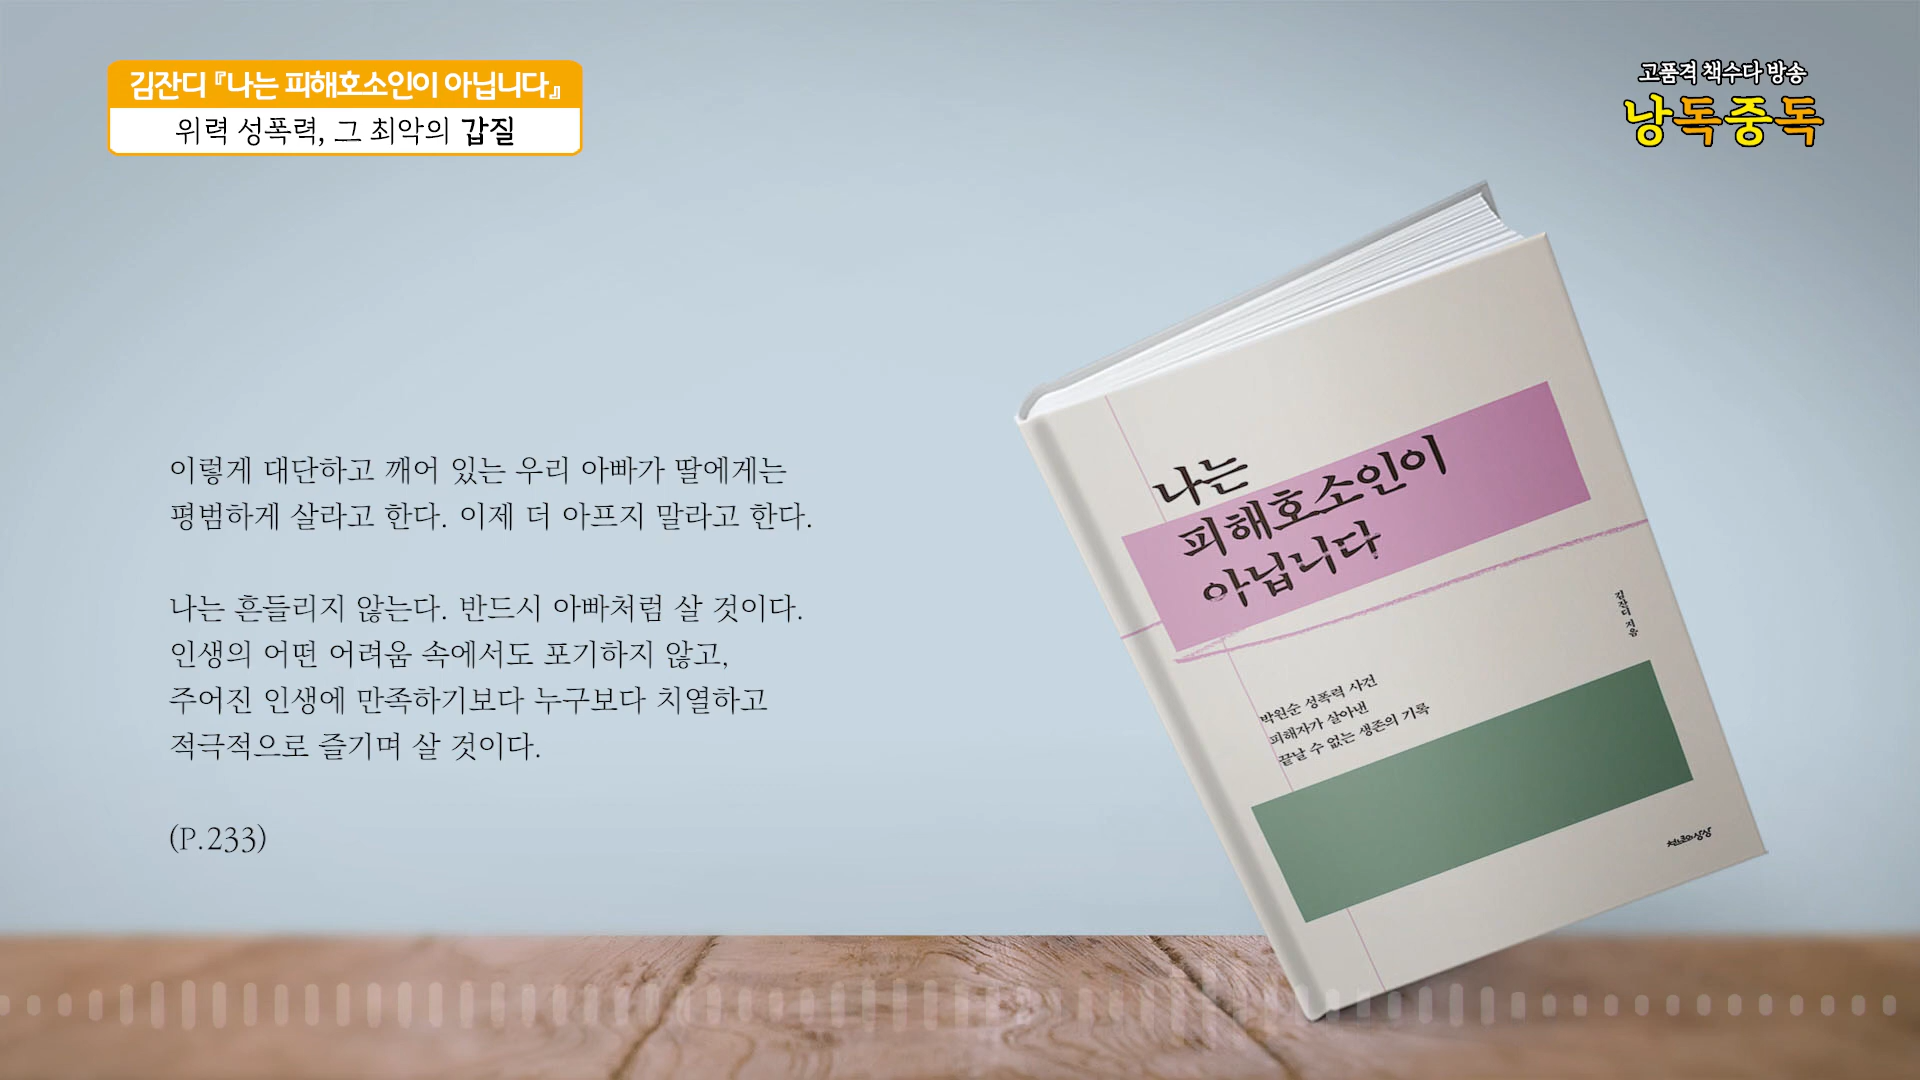 김잔디 『나는 피해호소인이 아닙니다』
위력 성폭력, 그 최악의 갑질
고품격 책수다 방송
낭독중독
이렇게 대단하고 깨어 있는 우리 아빠가 딸에게는
평범하게 살라고 한다. 이제 더 아프지 말라고 한다.
나는 흔들리지 않는다. 반드시 아빠처럼 살 것이다.
인생의 어떤 어려움 속에서도 포기하지 않고,
주어진 인생에 만족하기보다 누구보다 치열하고
적극적으로 즐기며 살 것이다.
(P.233)
나는
피해호소인이
아닙니다
김잔디 지음
박원순 성폭력 사건
피해자가 살아낸
끝날 수 없는 생존의 기록
천년의상상